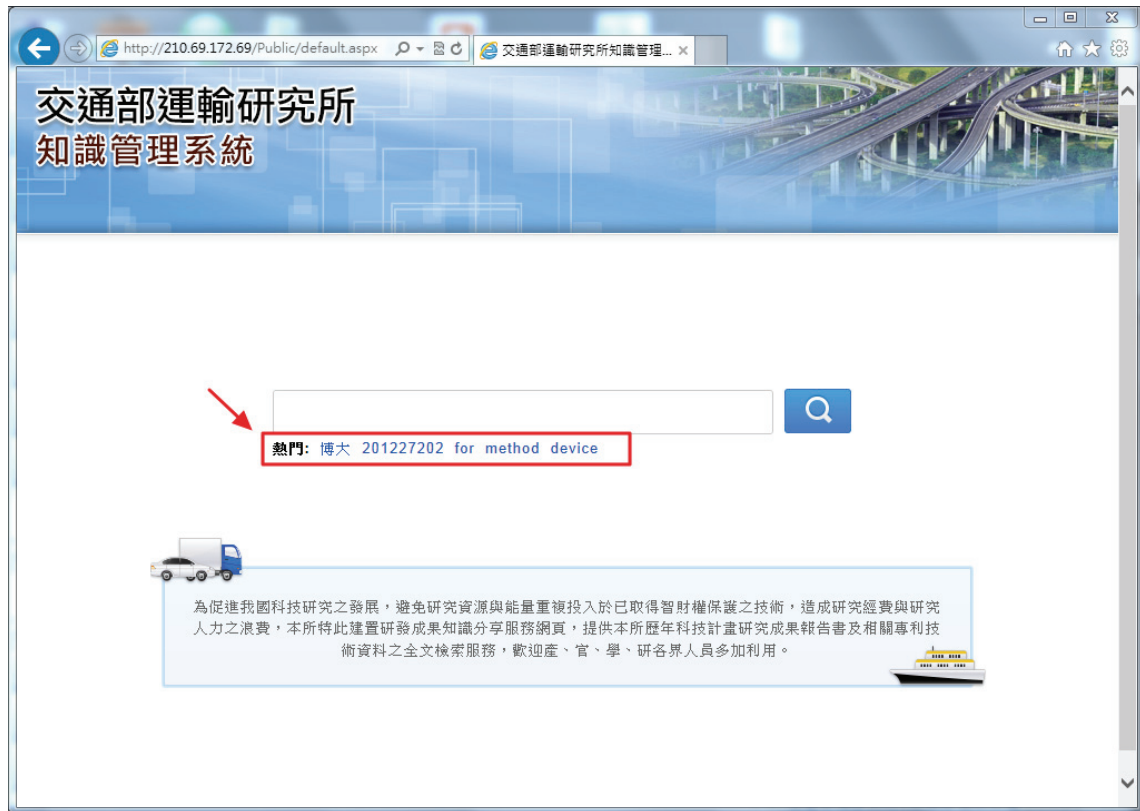 http://210.69.172.69/Public/default.aspx
交通部運輸研究所知識管理...
交通部運輸研究所
知識管理系統
熱門: 博大 201227202 for method device
為促進我國科技研究之發展，避免研究資源與能量重複投入於已取得智財權保護之技術，造成研究經費與研究
人力之浪費，本所特此建置研發成果知識分享服務網頁，提供本所歷年科技計畫研究成果報告書及相關專利技
術資料之全文檢索服務，歡迎產、官、學、研各界人員多加利用。